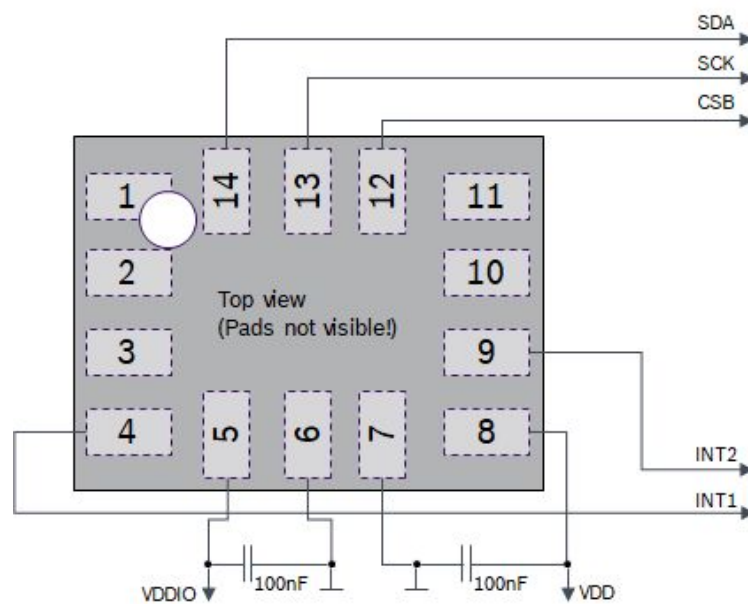 SDA
SCK
CSB
1
14
13
12
11
2
10
Top view
(Pads not visible!)
3
9
4
5
6
7
8
INT2
INT1
100nF
100nF
VDDIO
VDD